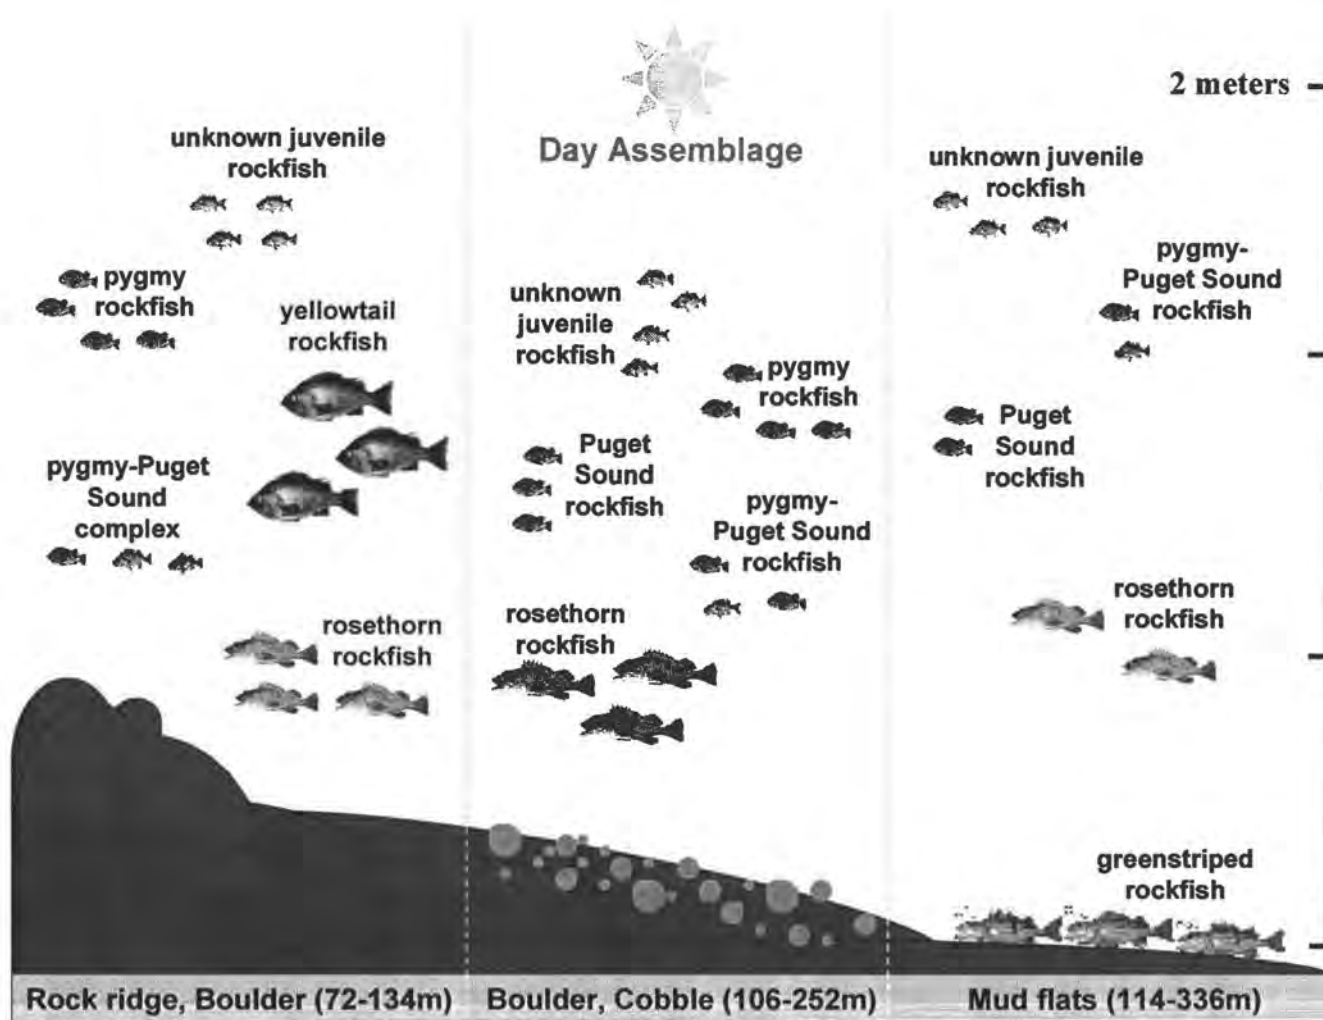 Day Assemblage
2 meters
unknown juvenile
rockfish
pygmy
rockfish
yellowtail
rockfish
pygmy-Puget
Sound
complex
rosethorn
rockfish
unknown
juvenile
rockfish
pygmy
rockfish
Puget
Sound
rockfish
pygmy-
Puget Sound
rockfish
rosethorn
rockfish
unknown juvenile
rockfish
pygmy-
Puget Sound
rockfish
Puget
Sound
rockfish
rosethorn
rockfish
greenstriped
rockfish
Rock ridge, Boulder (72-134m)
Boulder, Cobble (106-252m)
Mud flats (114-336m)